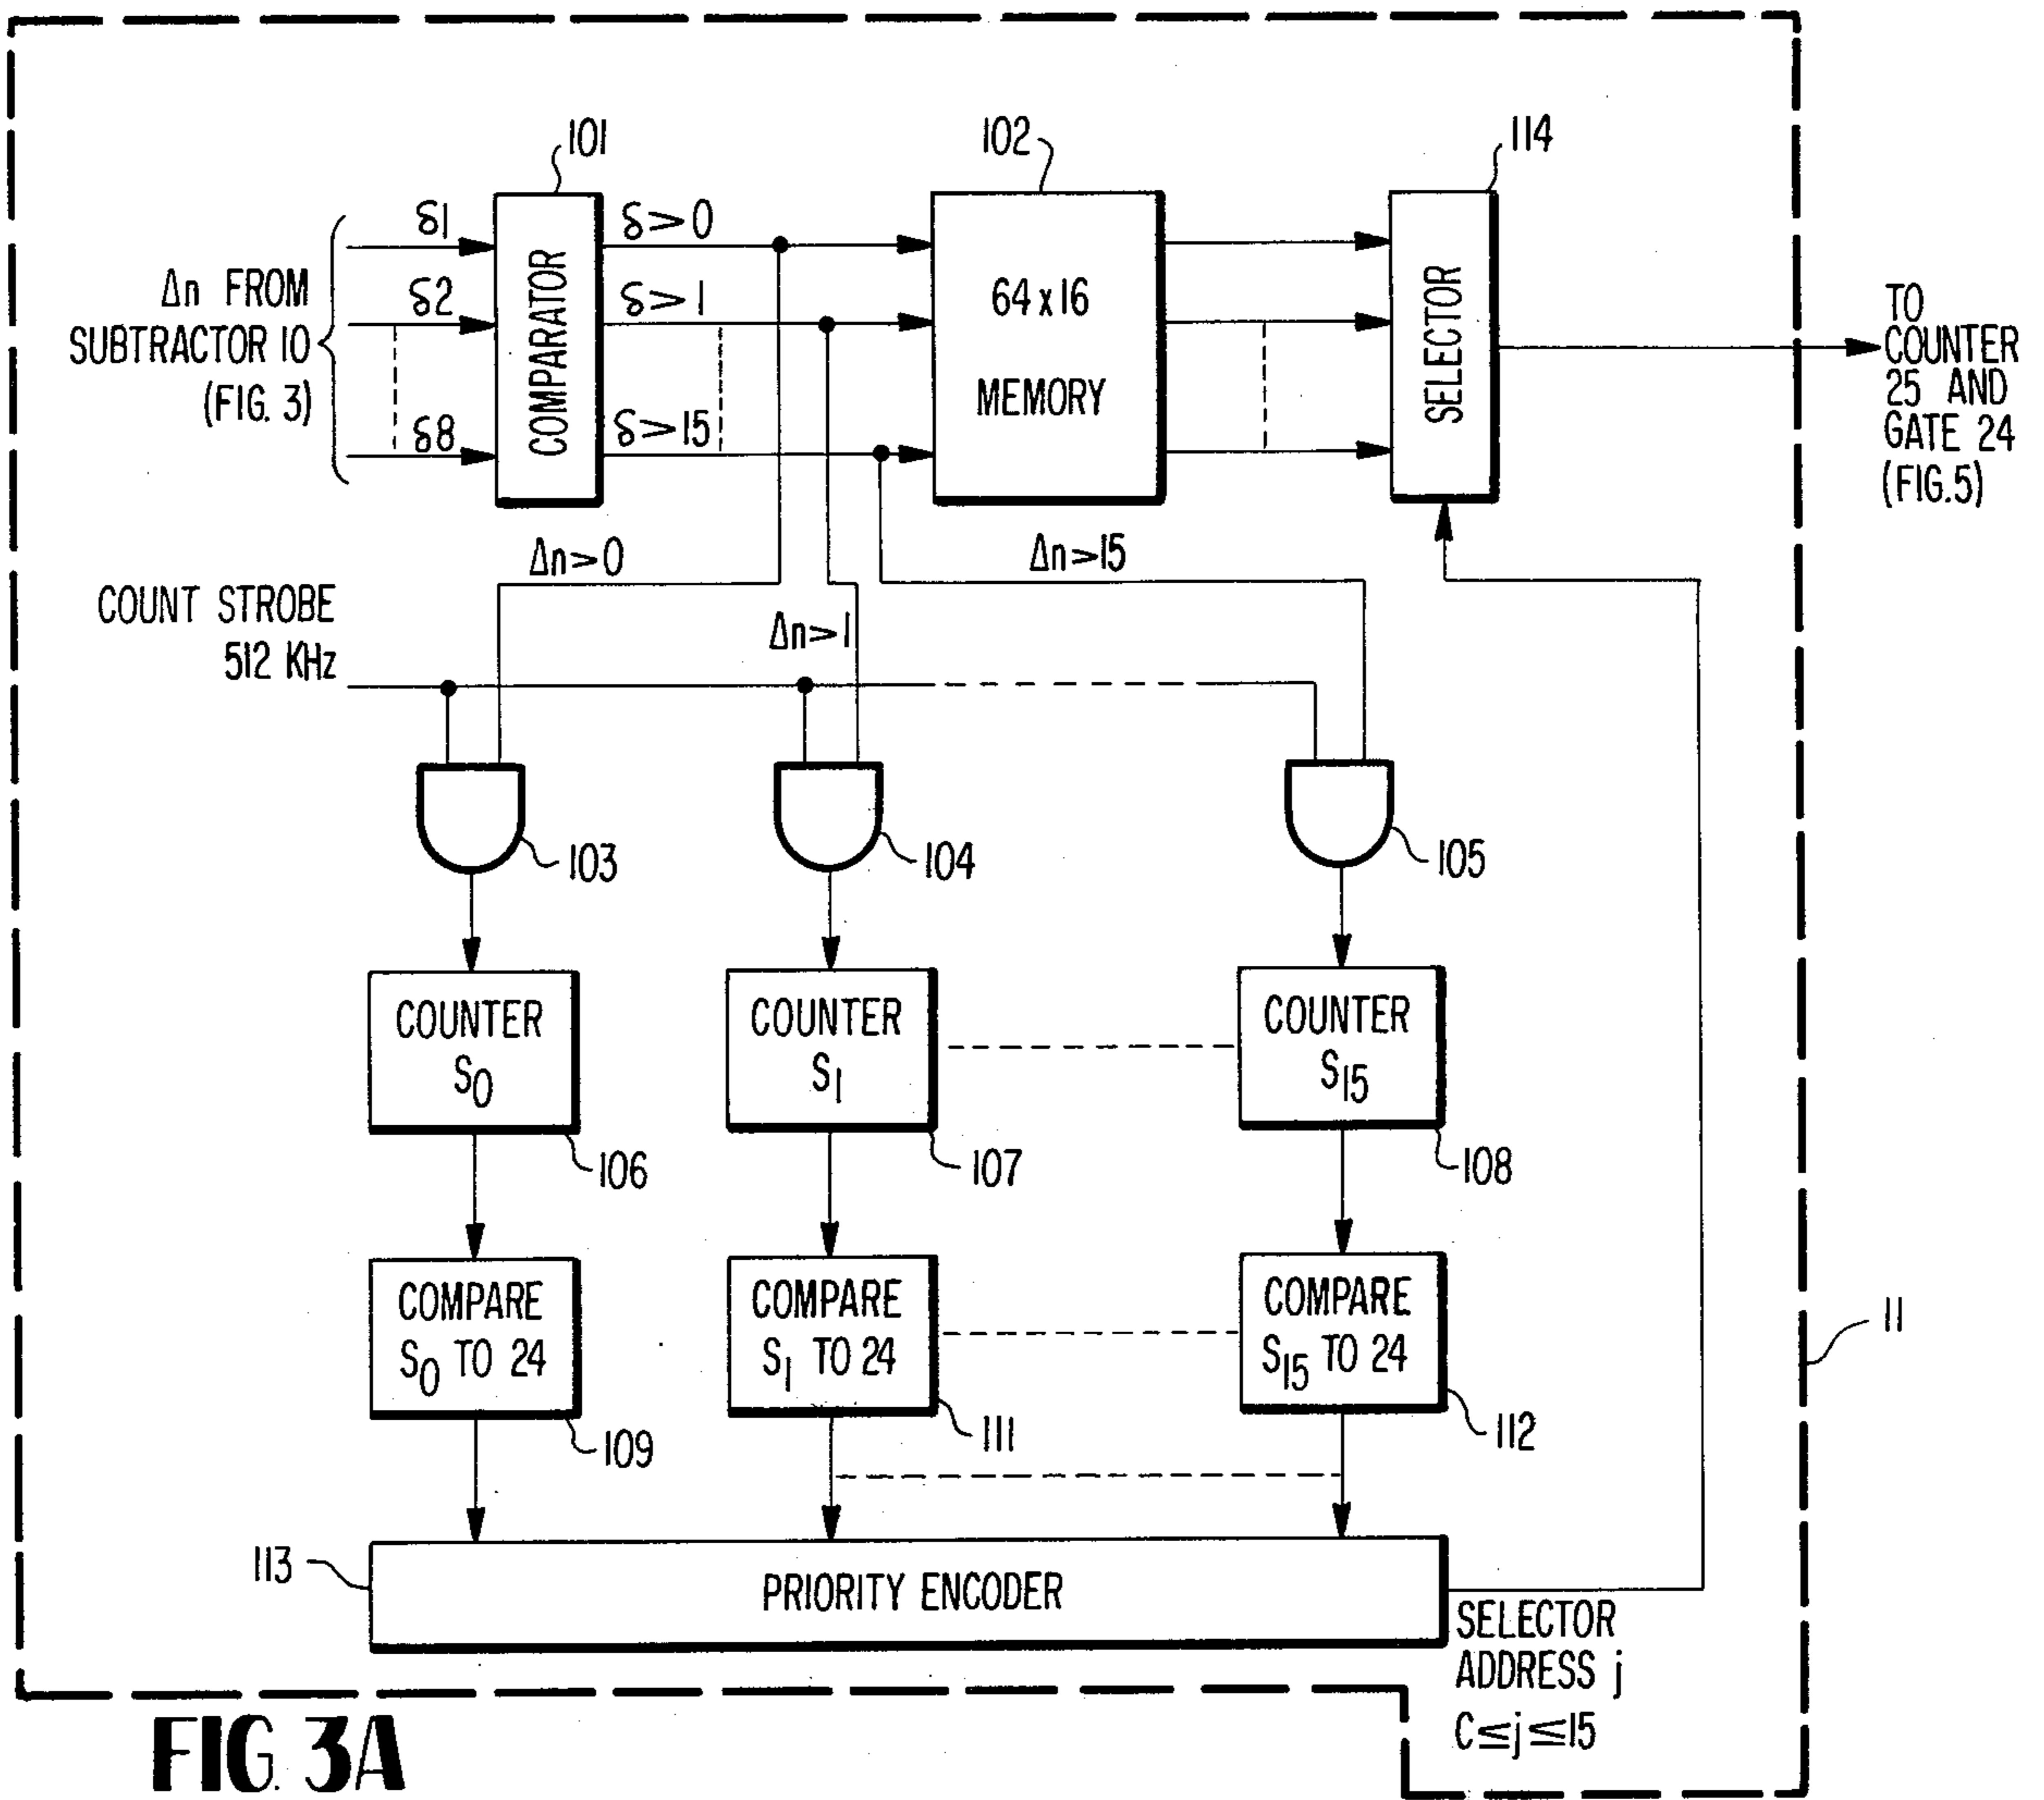 101
102
114
δ1
δ2
δ8
Δn FROM
SUBTRACTOR 10
(FIG. 3)
COMPARATOR
δ>0
δ>1
δ>15
64x16
MEMORY
SELECTOR
TO
COUNTER
25 AND
GATE 24
(FIG.5)
Δn>0
Δn>1
Δn>15
COUNT STROBE
512 KHz
103
104
105
COUNTER
S0
COUNTER
S1
COUNTER
S15
106
107
108
COMPARE
S0 TO 24
COMPARE
S1 TO 24
COMPARE
S15 TO 24
11
109
111
112
113
PRIORITY ENCODER
SELECTOR
ADDRESS j
C≦j≦15
FIG. 3A